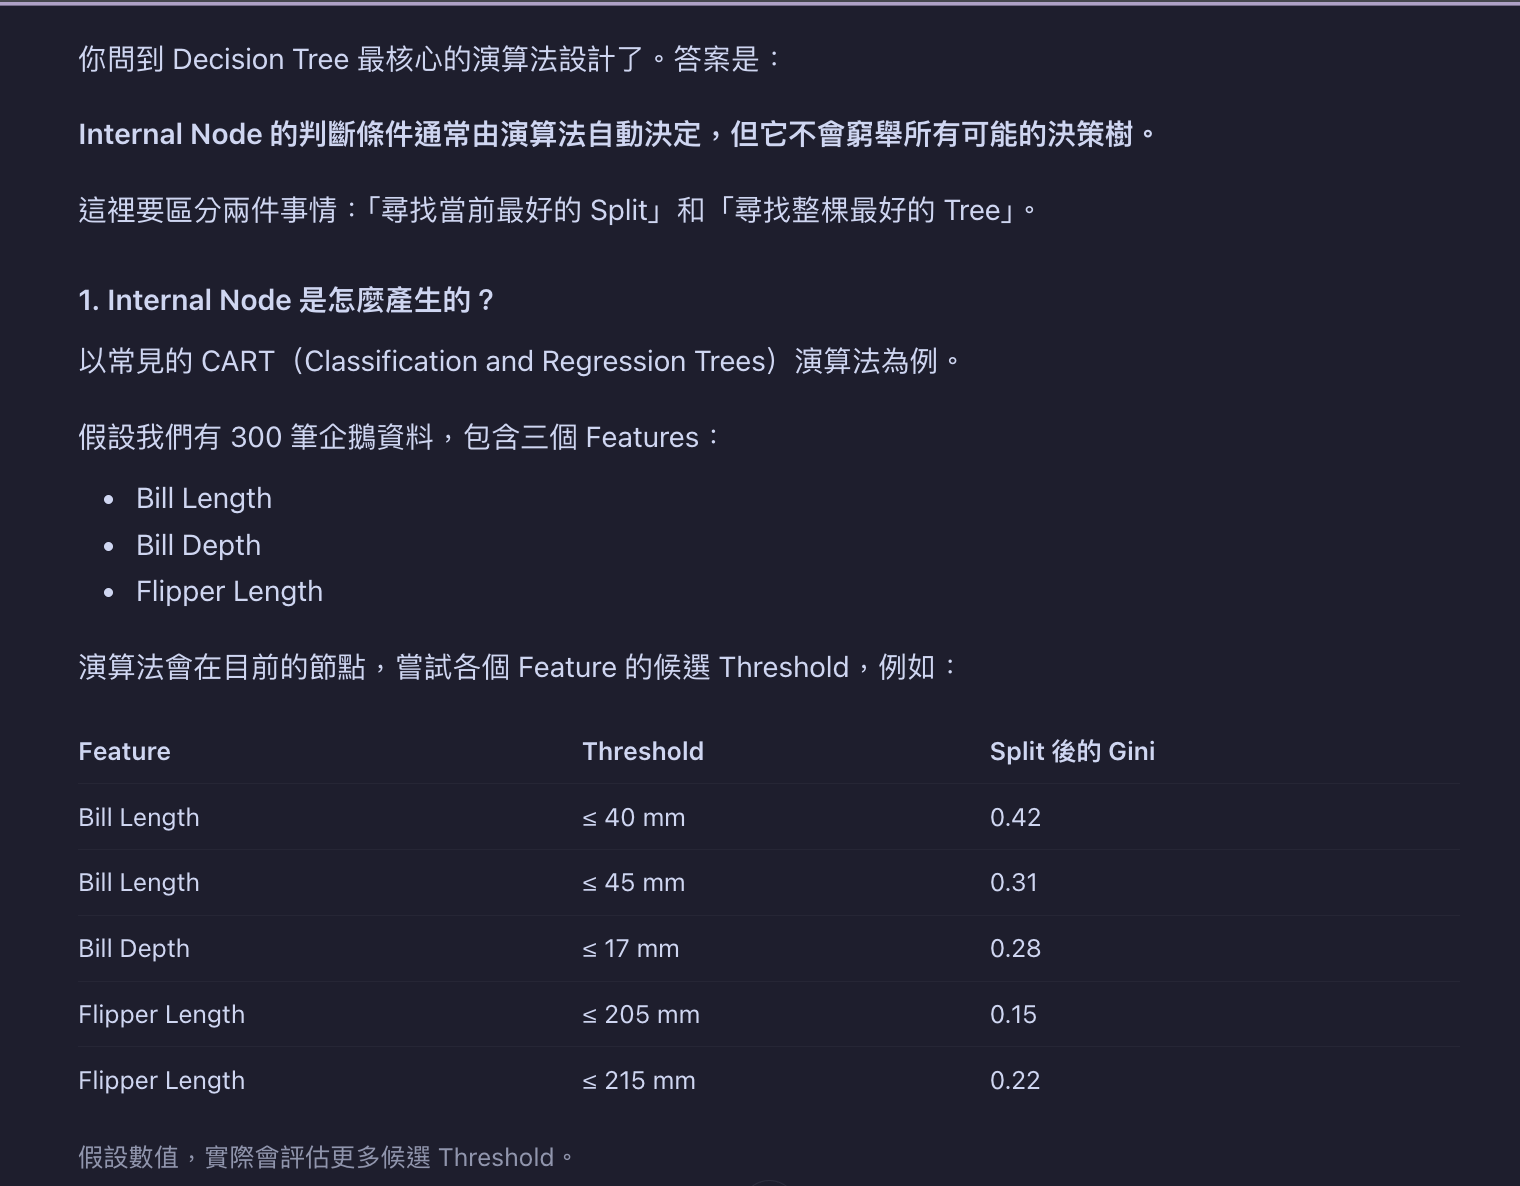 你問到 Decision Tree 最核心的演算法設計了。答案是：
Internal Node 的判斷條件通常由演算法自動決定，但它不會窮舉所有可能的決策樹。
這裡要區分兩件事情：「尋找當前最好的 Split」和「尋找整棵最好的 Tree」。
1. Internal Node 是怎麼產生的？
以常見的 CART（Classification and Regression Trees）演算法為例。
假設我們有 300 筆企鵝資料，包含三個 Features：
• Bill Length
• Bill Depth
• Flipper Length
演算法會在目前的節點，嘗試各個 Feature 的候選 Threshold，例如：
Feature Threshold Split 後的 Gini
Bill Length ≤ 40 mm 0.42
Bill Length ≤ 45 mm 0.31
Bill Depth ≤ 17 mm 0.28
Flipper Length ≤ 205 mm 0.15
Flipper Length ≤ 215 mm 0.22
假設數值，實際會評估更多候選 Threshold。